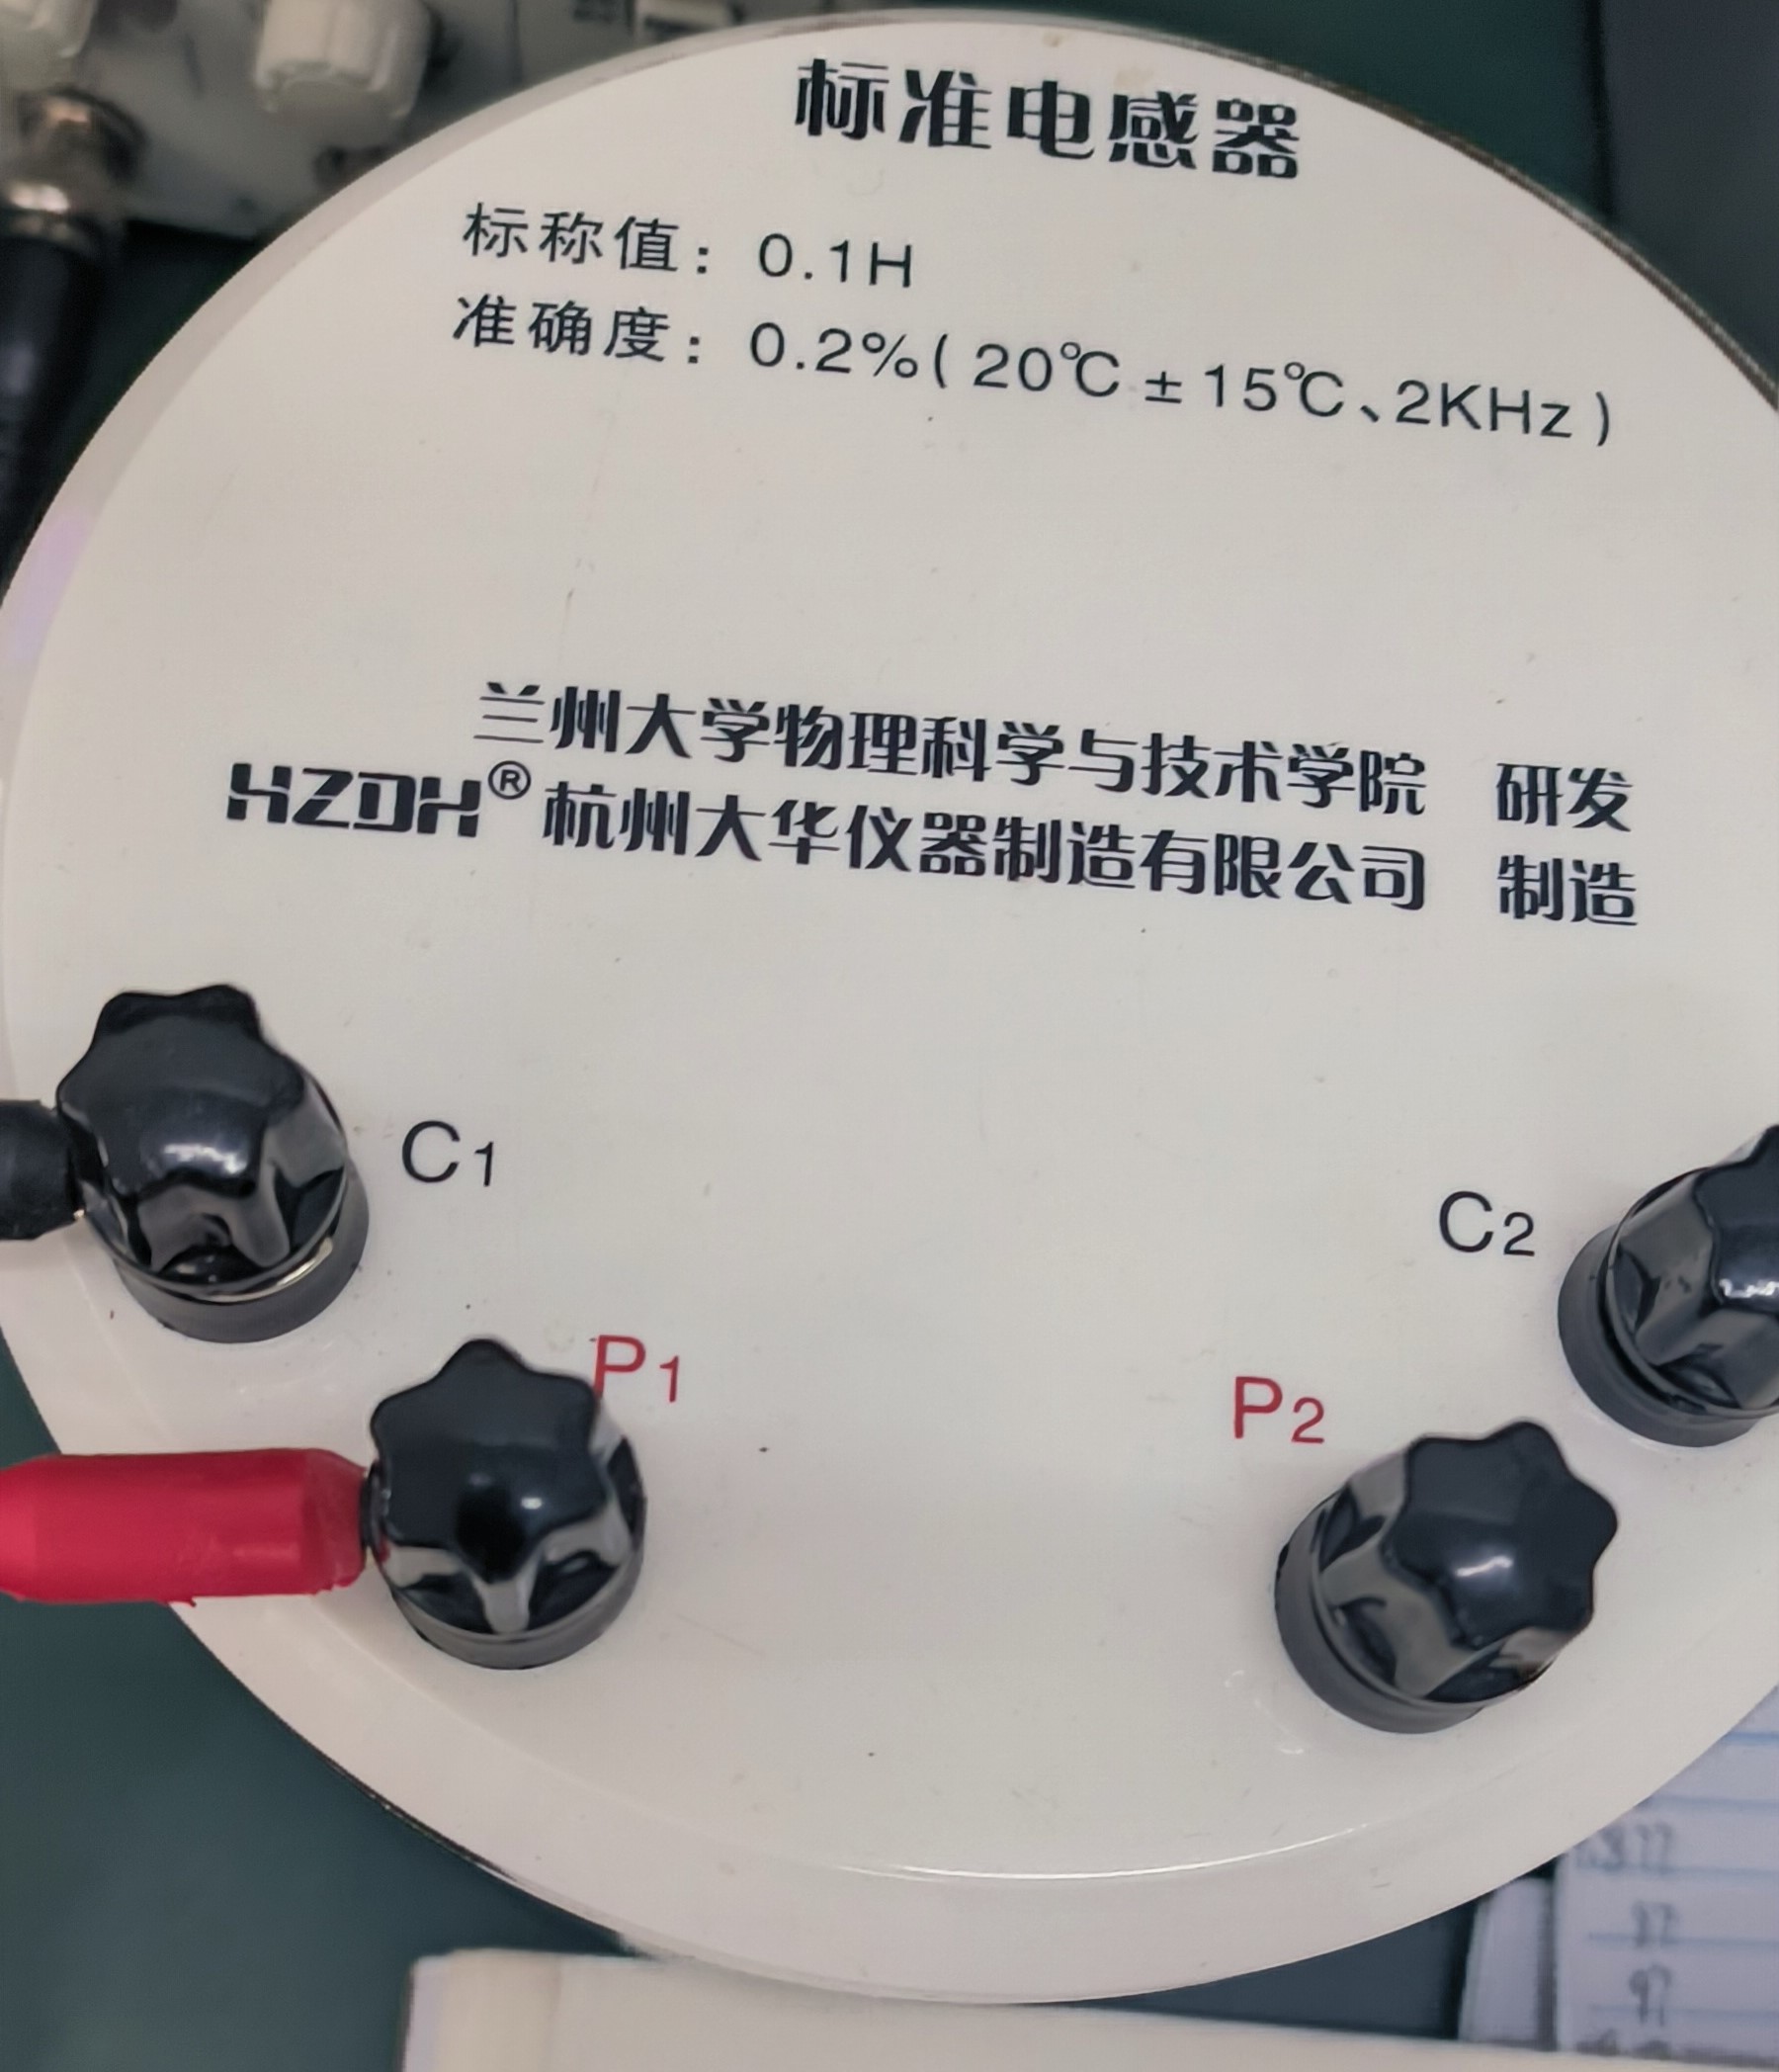 标准电感器
标称值：0.1H
准确度：0.2%(20℃±15℃、2KHz)
兰州大学物理科学与技术学院 研发
HZDH®杭州大华仪器制造有限公司 制造
C1
C2
P1
P2